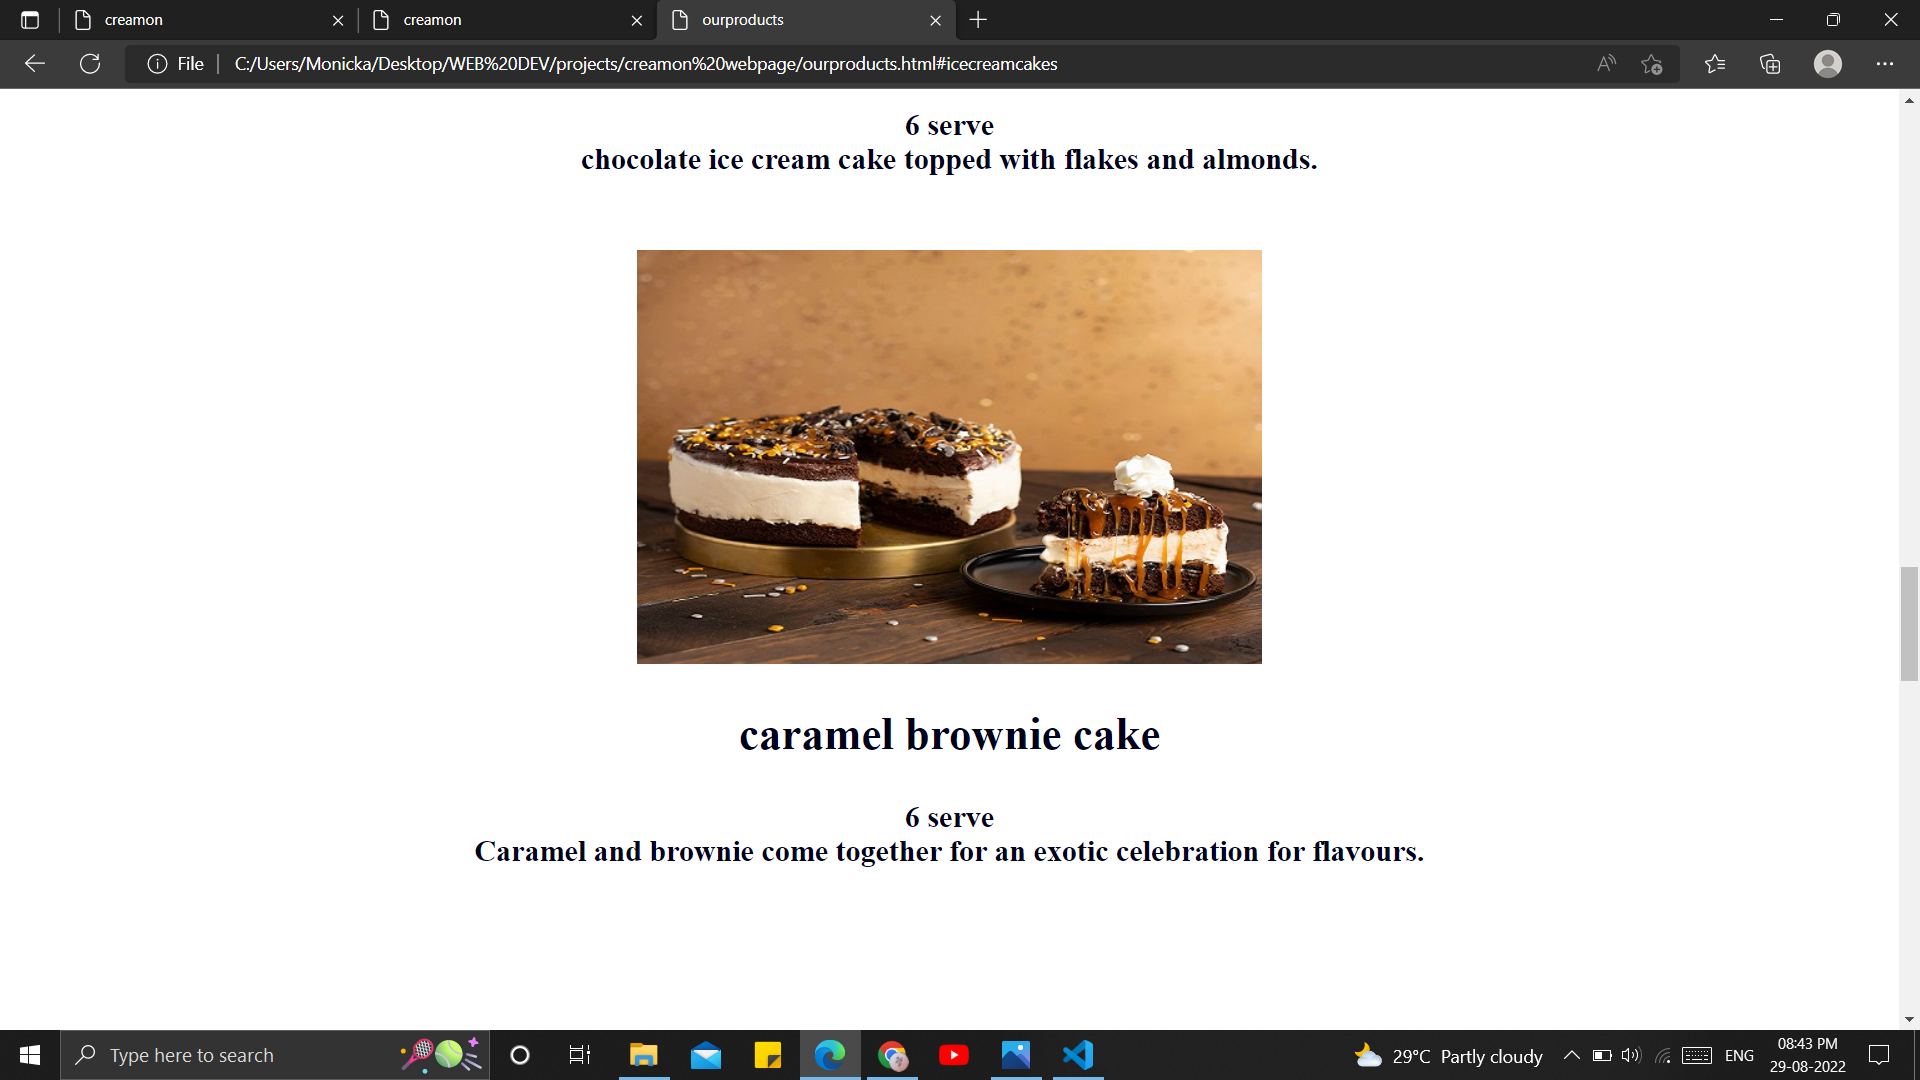 creamon
creamon
ourproducts
File
C:/Users/Monicka/Desktop/WEB%20DEV/projects/creamon%20webpage/ourproducts.html#icecreamcakes
6 serve
chocolate ice cream cake topped with flakes and almonds.
caramel brownie cake
6 serve
Caramel and brownie come together for an exotic celebration for flavours.
Type here to search
29°C Partly cloudy
ENG
08:43 PM
29-08-2022